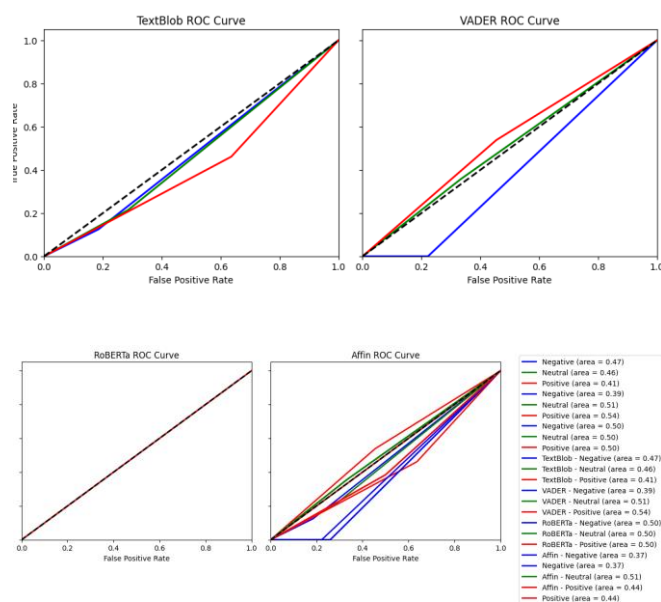 TextBlob ROC Curve
VADER ROC Curve
True Positive Rate
1.0
0.8
0.6
0.4
0.2
0.0
0.0 0.2 0.4 0.6 0.8 1.0
False Positive Rate
0.0 0.2 0.4 0.6 0.8 1.0
False Positive Rate
RoBERTa ROC Curve
0.0 0.2 0.4 0.6 0.8 1.0
False Positive Rate
Affin ROC Curve
0.0 0.2 0.4 0.6 0.8 1.0
False Positive Rate
Negative (area = 0.47)
Neutral (area = 0.46)
Positive (area = 0.41)
Negative (area = 0.39)
Neutral (area = 0.51)
Positive (area = 0.54)
Negative (area = 0.50)
Neutral (area = 0.50)
Positive (area = 0.50)
TextBlob - Negative (area = 0.47)
TextBlob - Neutral (area = 0.46)
TextBlob - Positive (area = 0.41)
VADER - Negative (area = 0.39)
VADER - Neutral (area = 0.51)
VADER - Positive (area = 0.54)
RoBERTa - Negative (area = 0.50)
RoBERTa - Neutral (area = 0.50)
RoBERTa - Positive (area = 0.50)
Affin - Negative (area = 0.37)
Negative (area = 0.37)
Affin - Neutral (area = 0.51)
Affin - Positive (area = 0.44)
Positive (area = 0.44)